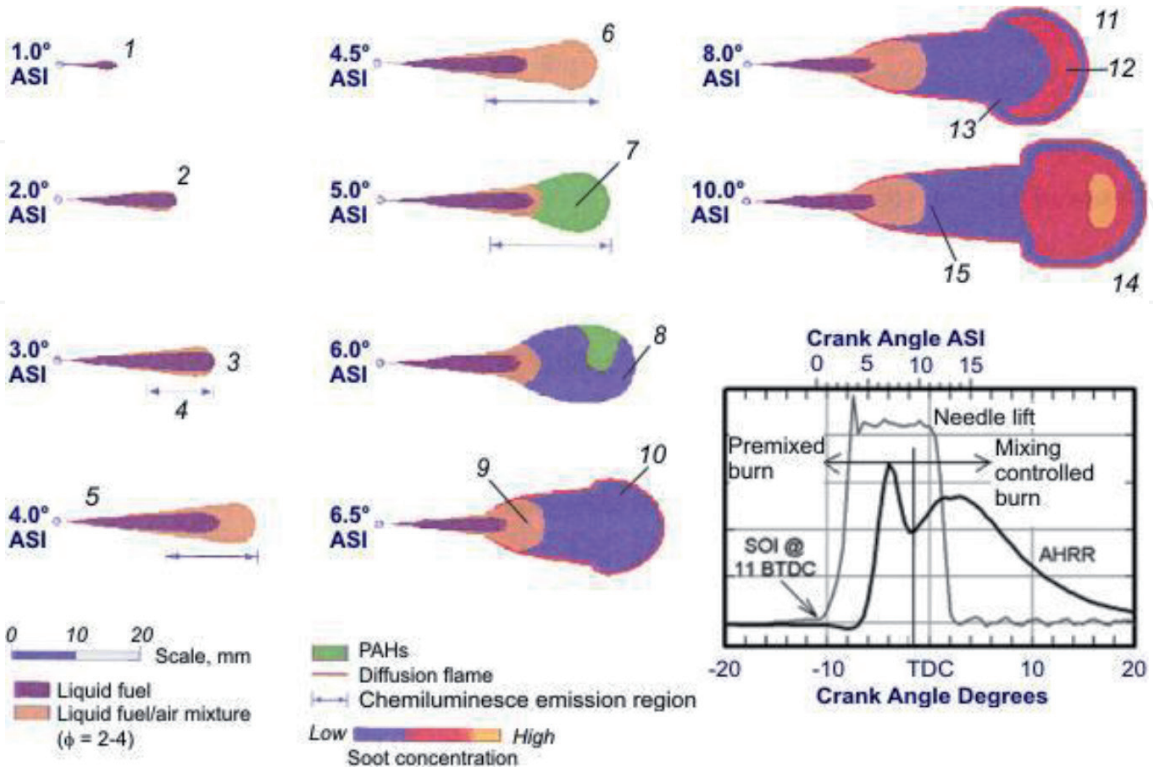 1.0°
ASI
1
2.0°
ASI
2
3.0°
ASI
3
4
4.0°
ASI
5
4.5°
ASI
6
5.0°
ASI
7
6.0°
ASI
8
6.5°
ASI
9
10
8.0°
ASI
11
12
13
10.0°
ASI
14
15
0 10 20
Scale, mm
Liquid fuel
Liquid fuel/air mixture
(ϕ = 2-4)
PAHs
Diffusion flame
Chemiluminesce emission region
Low High
Soot concentration
Crank Angle ASI
0 5 10 15
Needle lift
Premixed
burn
Mixing
controlled
burn
SOI @
11 BTDC
AHRR
-20 -10 TDC 10 20
Crank Angle Degrees